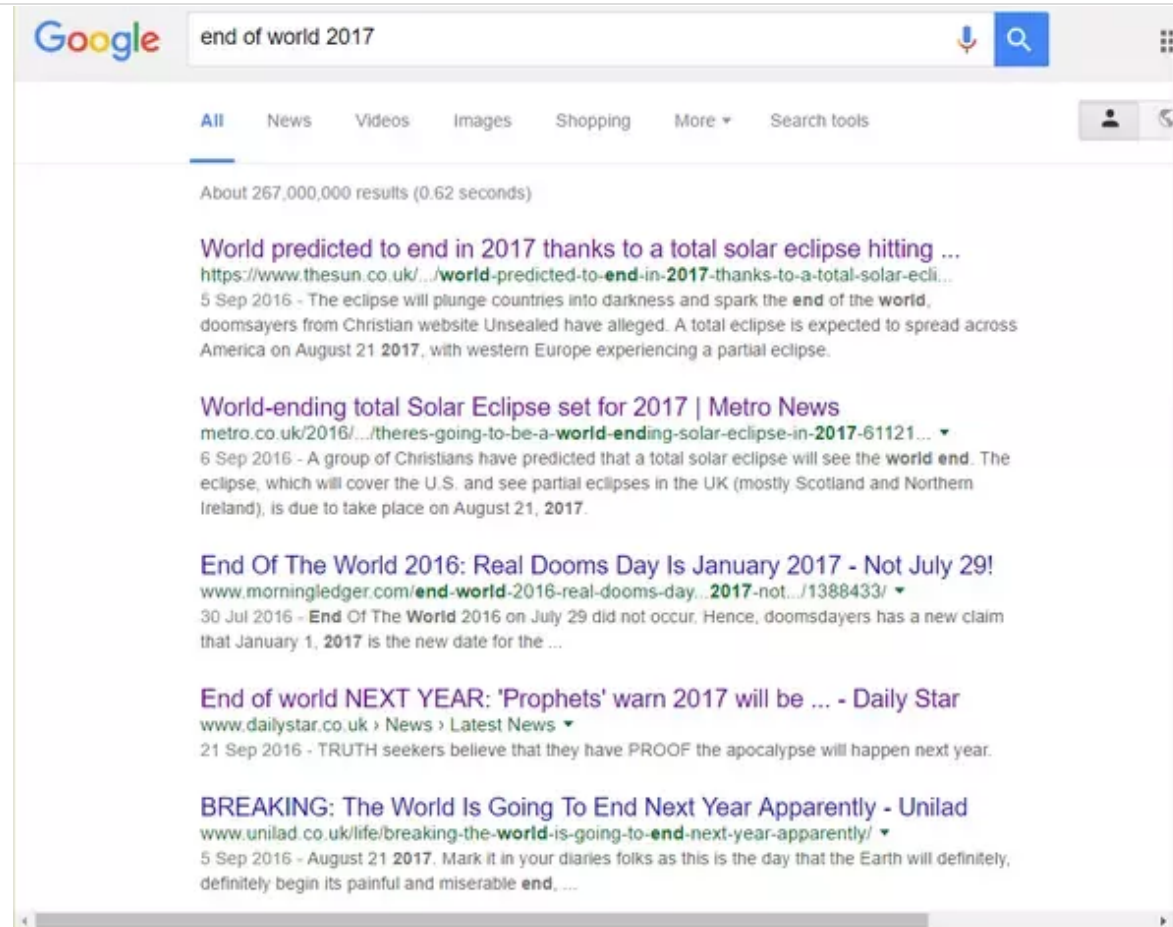 Google
end of world 2017
All News Videos Images Shopping More Search tools
About 267,000,000 results (0.62 seconds)
World predicted to end in 2017 thanks to a total solar eclipse hitting ...
https://www.thesun.co.uk/.../world-predicted-to-end-in-2017-thanks-to-a-total-solar-ecli...
5 Sep 2016 - The eclipse will plunge countries into darkness and spark the end of the world,
doomsayers from Christian website Unsealed have alleged. A total eclipse is expected to spread across
America on August 21 2017, with western Europe experiencing a partial eclipse.
World-ending total Solar Eclipse set for 2017 | Metro News
metro.co.uk/2016/.../theres-going-to-be-a-world-ending-solar-eclipse-in-2017-61121...
6 Sep 2016 - A group of Christians have predicted that a total solar eclipse will see the world end. The
eclipse, which will cover the U.S. and see partial eclipses in the UK (mostly Scotland and Northern
Ireland), is due to take place on August 21, 2017.
End Of The World 2016: Real Dooms Day Is January 2017 - Not July 29!
www.morningledger.com/end-world-2016-real-dooms-day...2017-not.../1388433/
30 Jul 2016 - End Of The World 2016 on July 29 did not occur. Hence, doomsdayers has a new claim
that January 1, 2017 is the new date for the ...
End of world NEXT YEAR: 'Prophets' warn 2017 will be ... - Daily Star
www.dailystar.co.uk › News › Latest News
21 Sep 2016 - TRUTH seekers believe that they have PROOF the apocalypse will happen next year.
BREAKING: The World Is Going To End Next Year Apparently - Unilad
www.unilad.co.uk/life/breaking-the-world-is-going-to-end-next-year-apparently/
5 Sep 2016 - August 21 2017. Mark it in your diaries folks as this is the day that the Earth will definitely,
definitely begin its painful and miserable end, ...